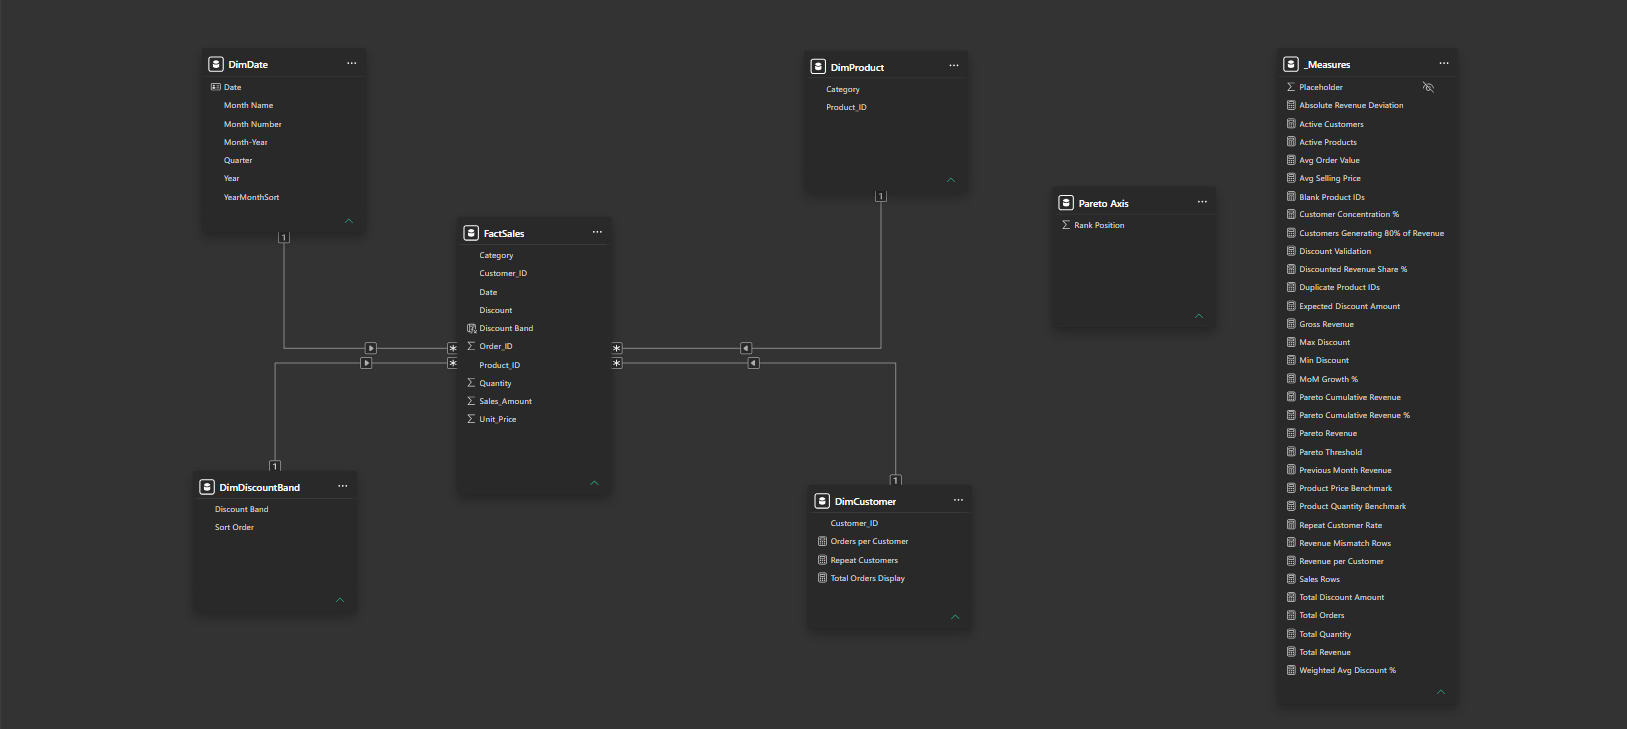 DimDate
Date
Month Name
Month Number
Month-Year
Quarter
Year
YearMonthSort
1
FactSales
Category
Customer_ID
Date
Discount
Discount Band
Order_ID
Product_ID
Quantity
Sales_Amount
Unit_Price
*
*
*
*
1
DimDiscountBand
Discount Band
Sort Order
DimProduct
Category
Product_ID
1
1
DimCustomer
Customer_ID
Orders per Customer
Repeat Customers
Total Orders Display
Pareto Axis
Rank Position
_Measures
Placeholder
Absolute Revenue Deviation
Active Customers
Active Products
Avg Order Value
Avg Selling Price
Blank Product IDs
Customer Concentration %
Customers Generating 80% of Revenue
Discount Validation
Discounted Revenue Share %
Duplicate Product IDs
Expected Discount Amount
Gross Revenue
Max Discount
Min Discount
MoM Growth %
Pareto Cumulative Revenue
Pareto Cumulative Revenue %
Pareto Revenue
Pareto Threshold
Previous Month Revenue
Product Price Benchmark
Product Quantity Benchmark
Repeat Customer Rate
Revenue Mismatch Rows
Revenue per Customer
Sales Rows
Total Discount Amount
Total Orders
Total Quantity
Total Revenue
Weighted Avg Discount %